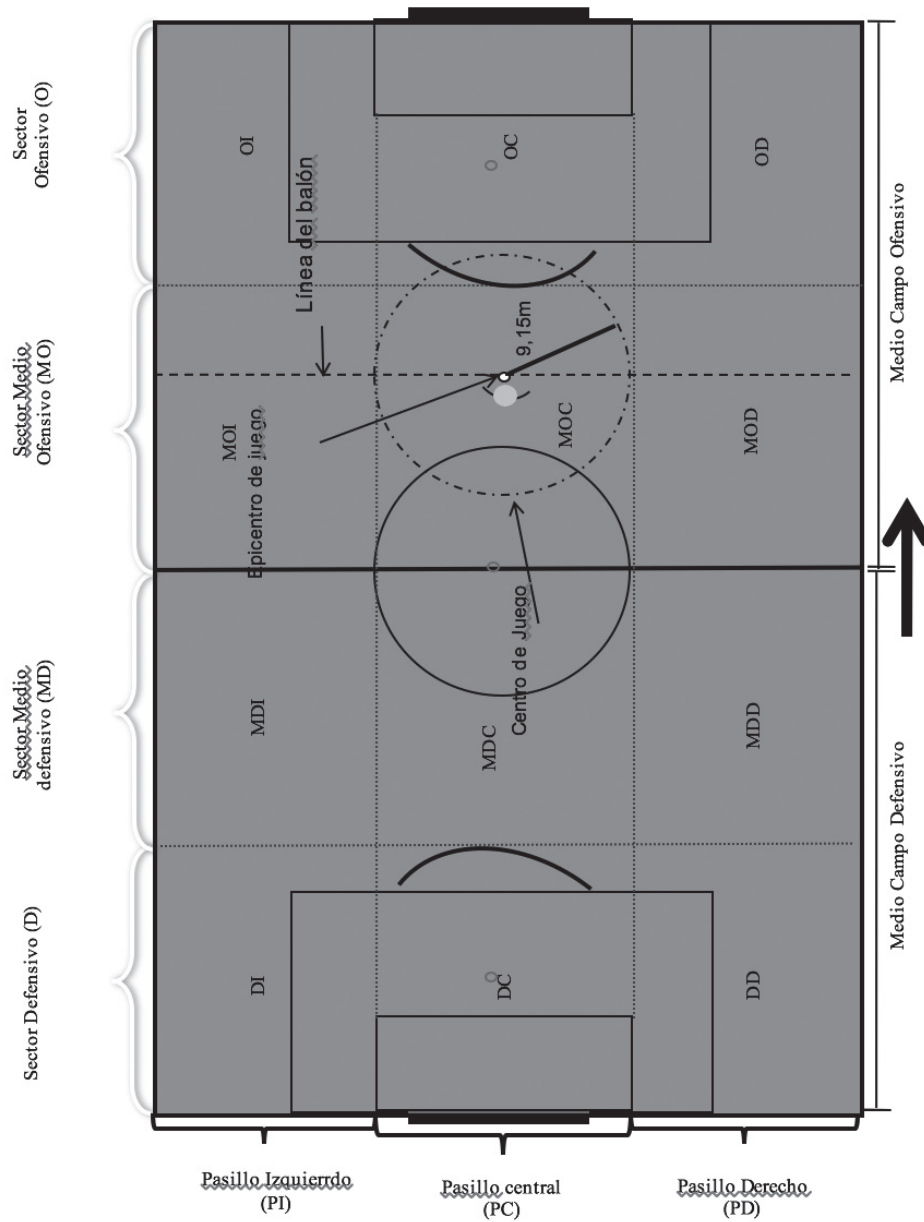 Sector
Ofensivo (O)
Sector Medio
Ofensivo (MO)
Sector Medio
defensivo (MD)
Sector Defensivo (D)
OI
OC
OD
Línea del balón
9,15m
MOI
MOC
MOD
Epicentro de juego
Centro de Juego
MDI
MDC
MDD
DI
DC
DD
Medio Campo Ofensivo
Medio Campo Defensivo
Pasillo Izquierrdo
(PI)
Pasillo central
(PC)
Pasillo Derecho
(PD)